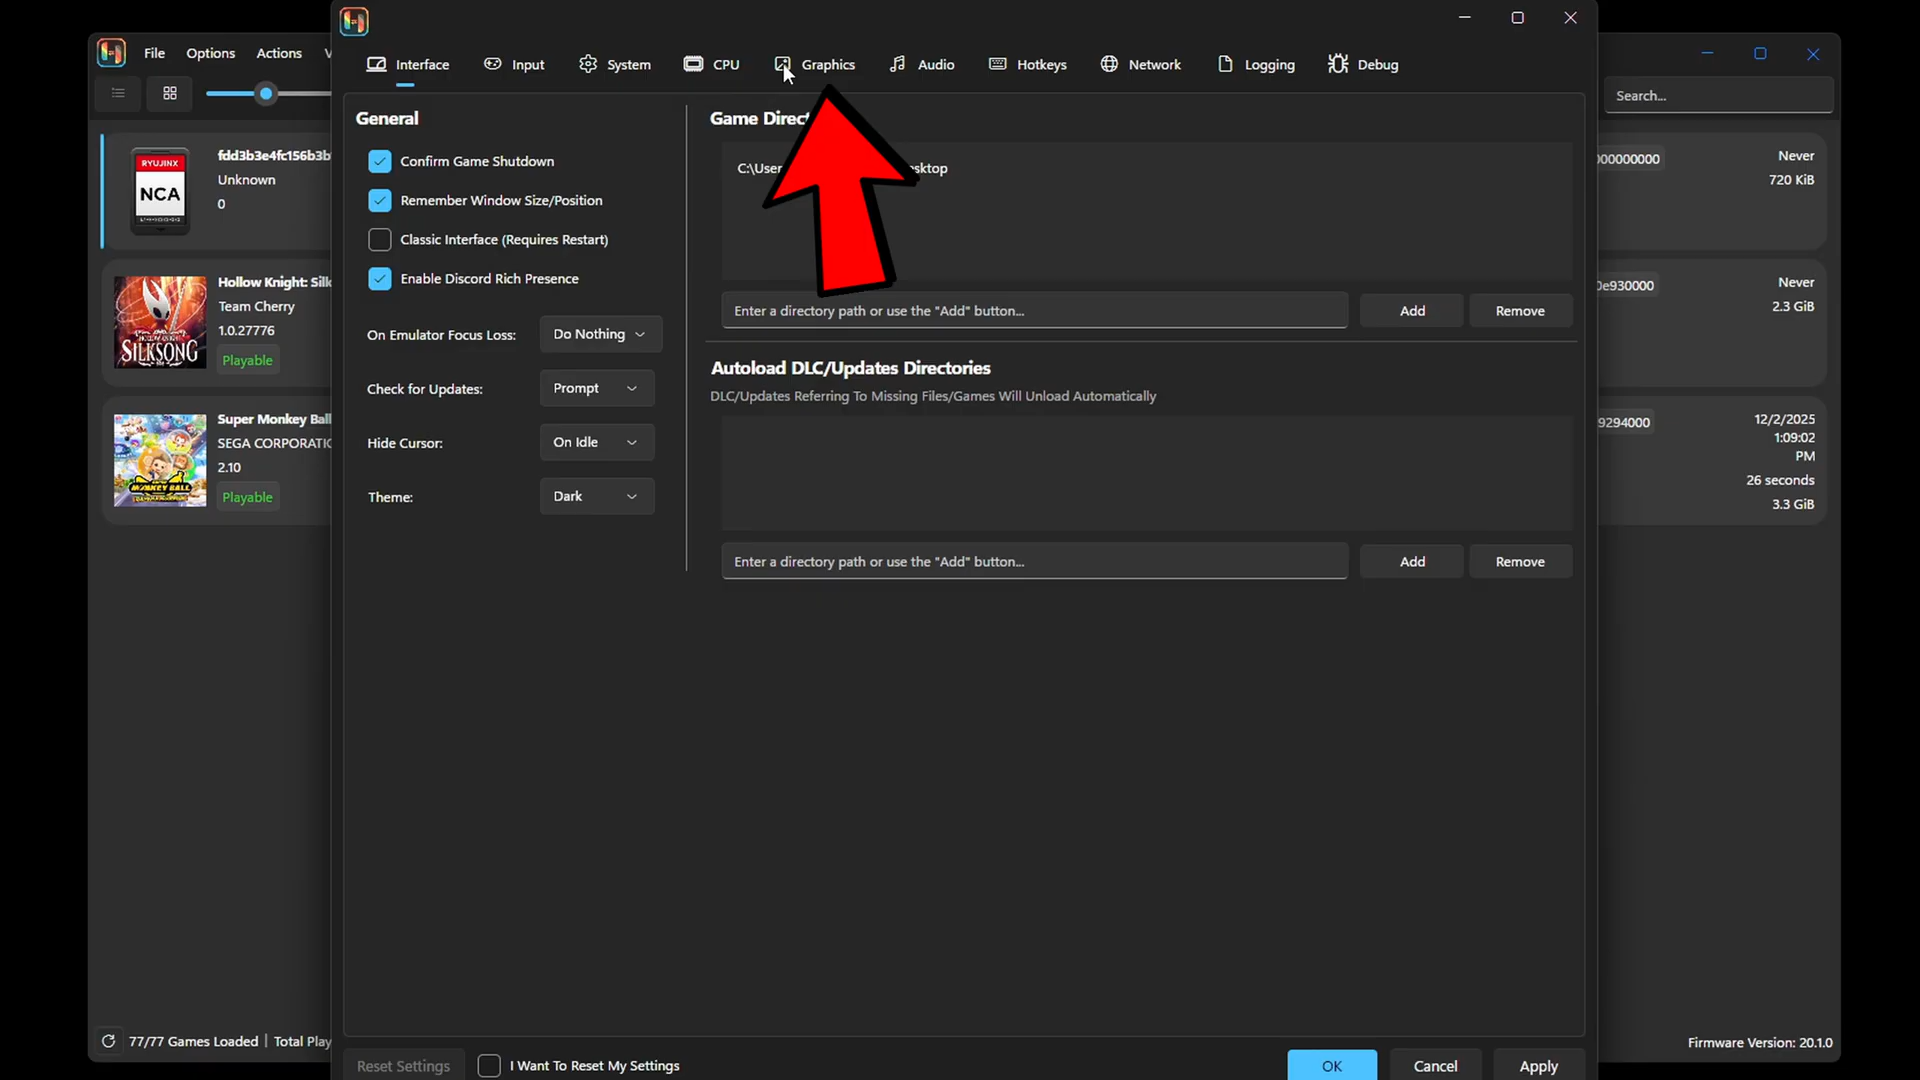 File Options Actions
Interface Input System CPU Graphics Audio Hotkeys Network Logging Debug
Search...
General
Confirm Game Shutdown
Remember Window Size/Position
Classic Interface (Requires Restart)
Enable Discord Rich Presence
On Emulator Focus Loss: Do Nothing
Check for Updates: Prompt
Hide Cursor: On Idle
Theme: Dark
Game Direct
C:\User sktop
Enter a directory path or use the "Add" button... Add Remove
Autoload DLC/Updates Directories
DLC/Updates Referring To Missing Files/Games Will Unload Automatically
Enter a directory path or use the "Add" button... Add Remove
RYUJINX
NCA
fdd3b3e4fc156b3b
Unknown
0
000000000
Never
720 KiB
HOLLOW KNIGHT
SILKSONG
Hollow Knight: Silk
Team Cherry
1.0.27776
Playable
0e930000
Never
2.3 GiB
SUPER
MONKEY BALL
Super Monkey Ball
SEGA CORPORATIO
2.10
Playable
9294000
12/2/2025
1:09:02
PM
26 seconds
3.3 GiB
77/77 Games Loaded | Total Play
Firmware Version: 20.1.0
Reset Settings I Want To Reset My Settings OK Cancel Apply